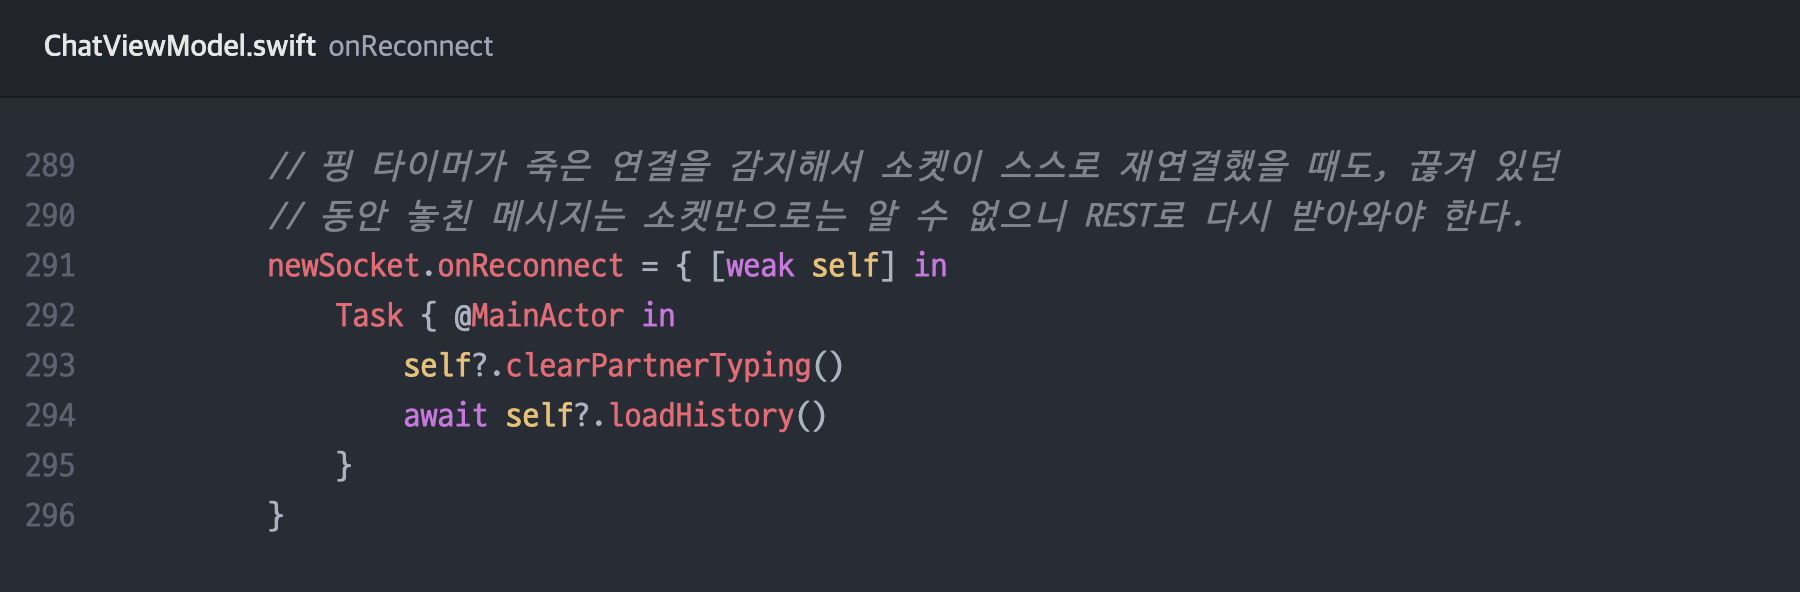 ChatViewModel.swift onReconnect
289 // 핑 타이머가 죽은 연결을 감지해서 소켓이 스스로 재연결했을 때도, 끊겨 있던
290 // 동안 놓친 메시지는 소켓만으로는 알 수 없으니 REST로 다시 받아와야 한다.
291 newSocket.onReconnect = { [weak self] in
292 Task { @MainActor in
293 self?.clearPartnerTyping()
294 await self?.loadHistory()
295 }
296 }